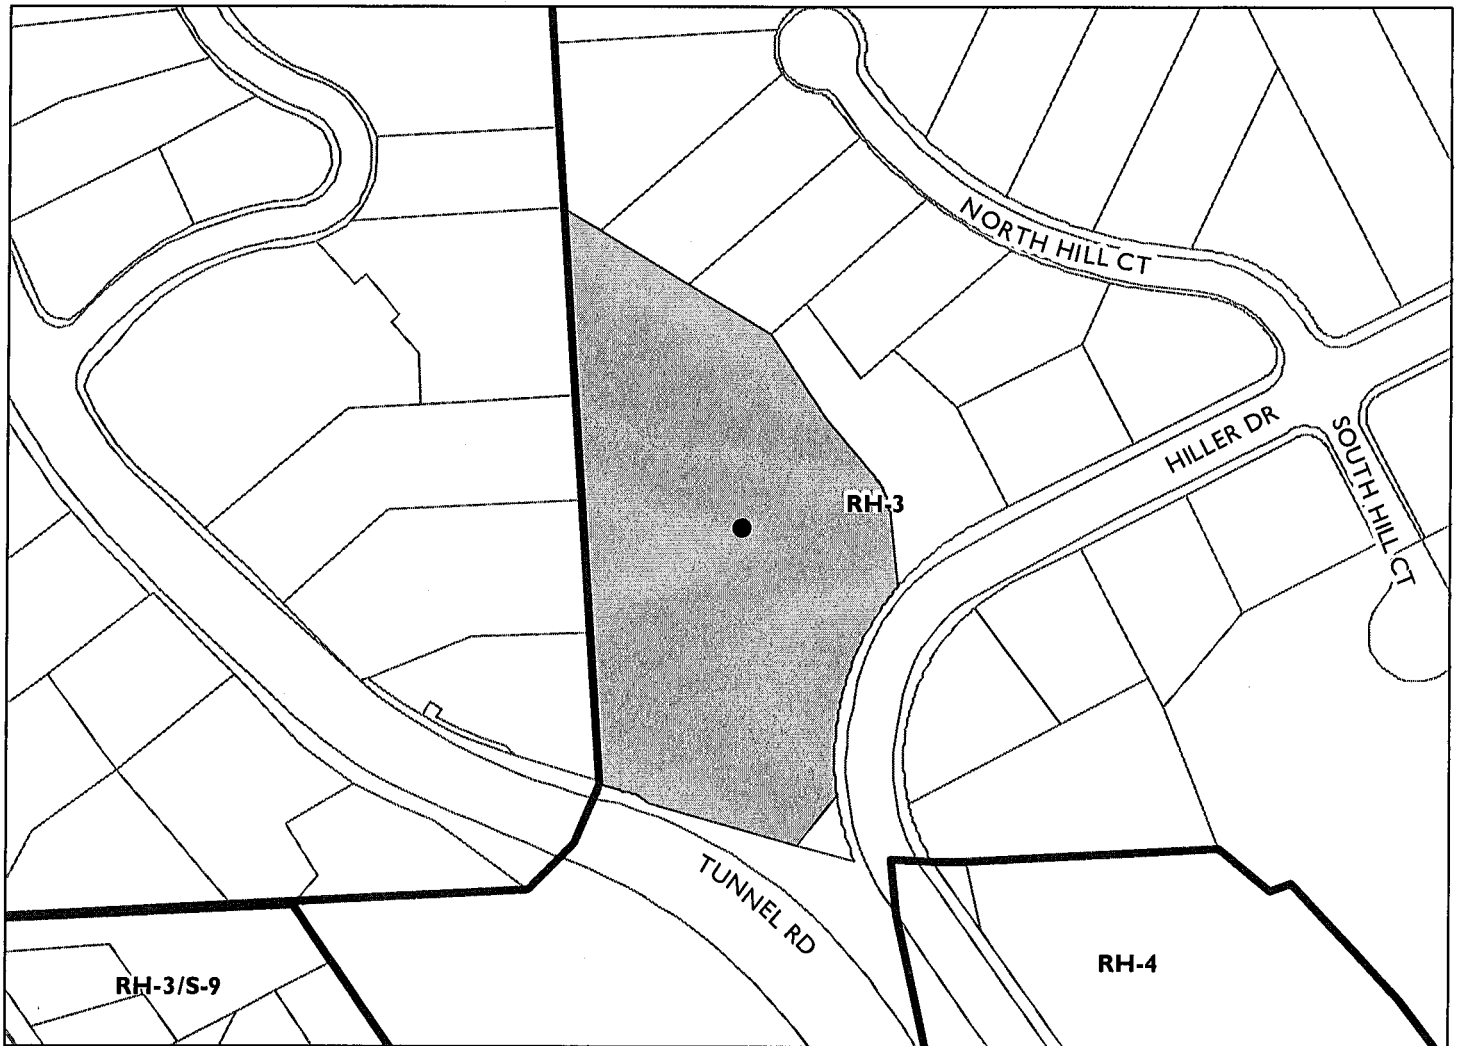 NORTH HILL CT
HILLER DR
SOUTH HILL CT
RH-3
TUNNEL RD
RH-4
RH-3/S-9